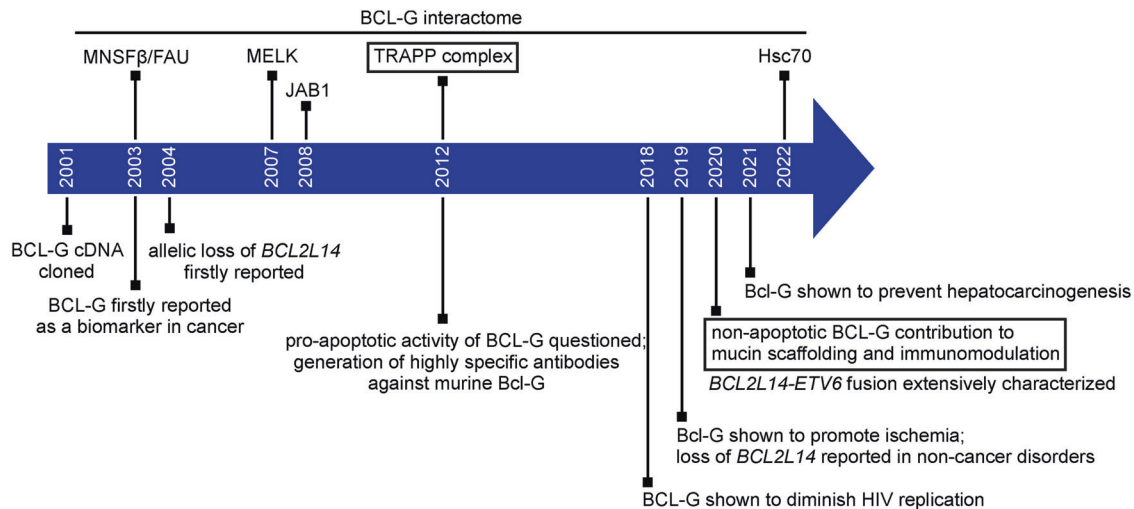 BCL-G interactome
MNSFβ/FAU
MELK
JAB1
TRAPP complex
Hsc70
2001
2003
2004
2007
2008
2012
2018
2019
2020
2021
2022
BCL-G cDNA
cloned
allelic loss of BCL2L14
firstly reported
BCL-G firstly reported
as a biomarker in cancer
pro-apoptotic activity of BCL-G questioned;
generation of highly specific antibodies
against murine Bcl-G
Bcl-G shown to prevent hepatocarcinogenesis
non-apoptotic BCL-G contribution to
mucin scaffolding and immunomodulation
BCL2L14-ETV6 fusion extensively characterized
Bcl-G shown to promote ischemia;
loss of BCL2L14 reported in non-cancer disorders
BCL-G shown to diminish HIV replication